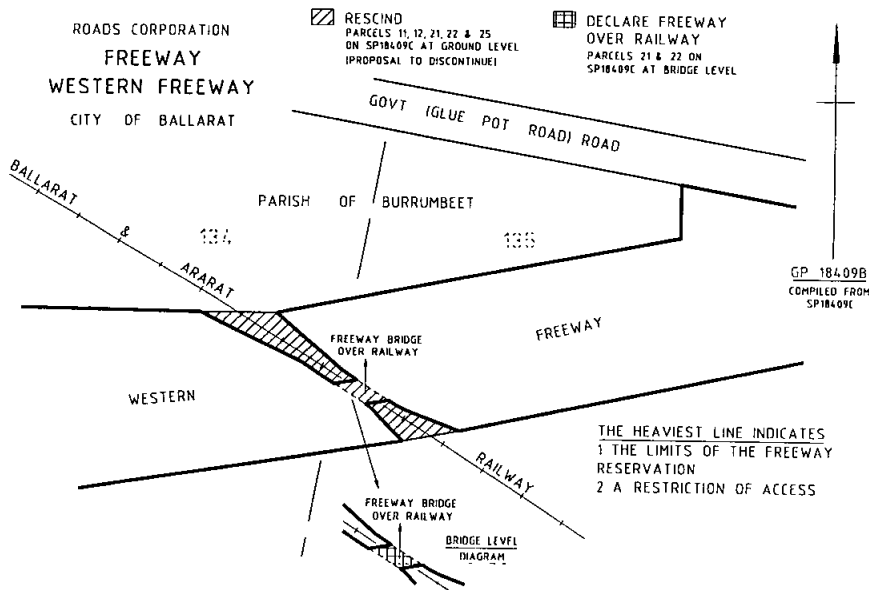 ROADS CORPORATION
FREEWAY
WESTERN FREEWAY
CITY OF BALLARAT
RESCIND
PARCELS 11, 12, 21, 22 & 25
ON SP18409C AT GROUND LEVEL
(PROPOSAL TO DISCONTINUE)
DECLARE FREEWAY
OVER RAILWAY
PARCELS 21 & 22 ON
SP18409C AT BRIDGE LEVEL
GOVT (GLUE POT ROAD) ROAD
BALLARAT
&
ARARAT
PARISH OF BURRUMBEET
134
GP 18409B
COMPILED FROM
SP18409C
FREEWAY BRIDGE
OVER RAILWAY
FREEWAY
WESTERN
RAILWAY
THE HEAVIEST LINE INDICATES
1 THE LIMITS OF THE FREEWAY
RESERVATION
2 A RESTRICTION OF ACCESS
FREEWAY BRIDGE
OVER RAILWAY
BRIDGE LEVEL
DIAGRAM